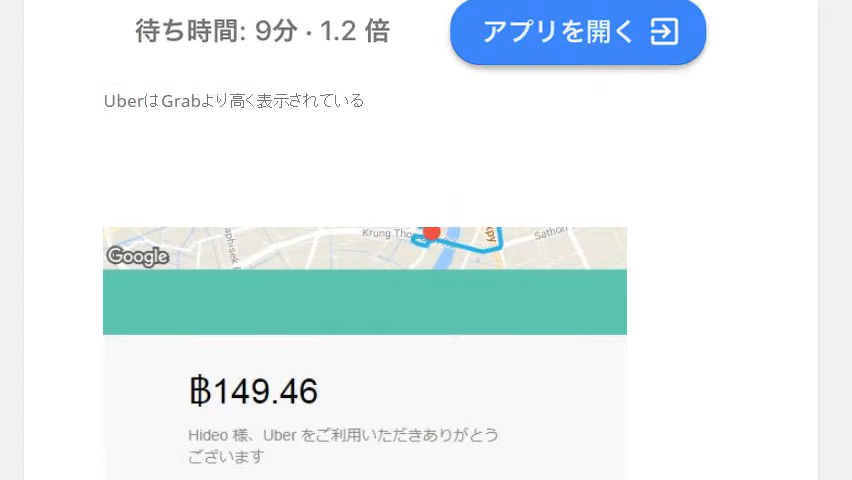 待ち時間: 9分 · 1.2 倍
アプリを開く
UberはGrabより高く表示されている
Krung Tho
Sathon
Google
฿149.46
Hideo 様、Uber をご利用いただきありがとう
ございます